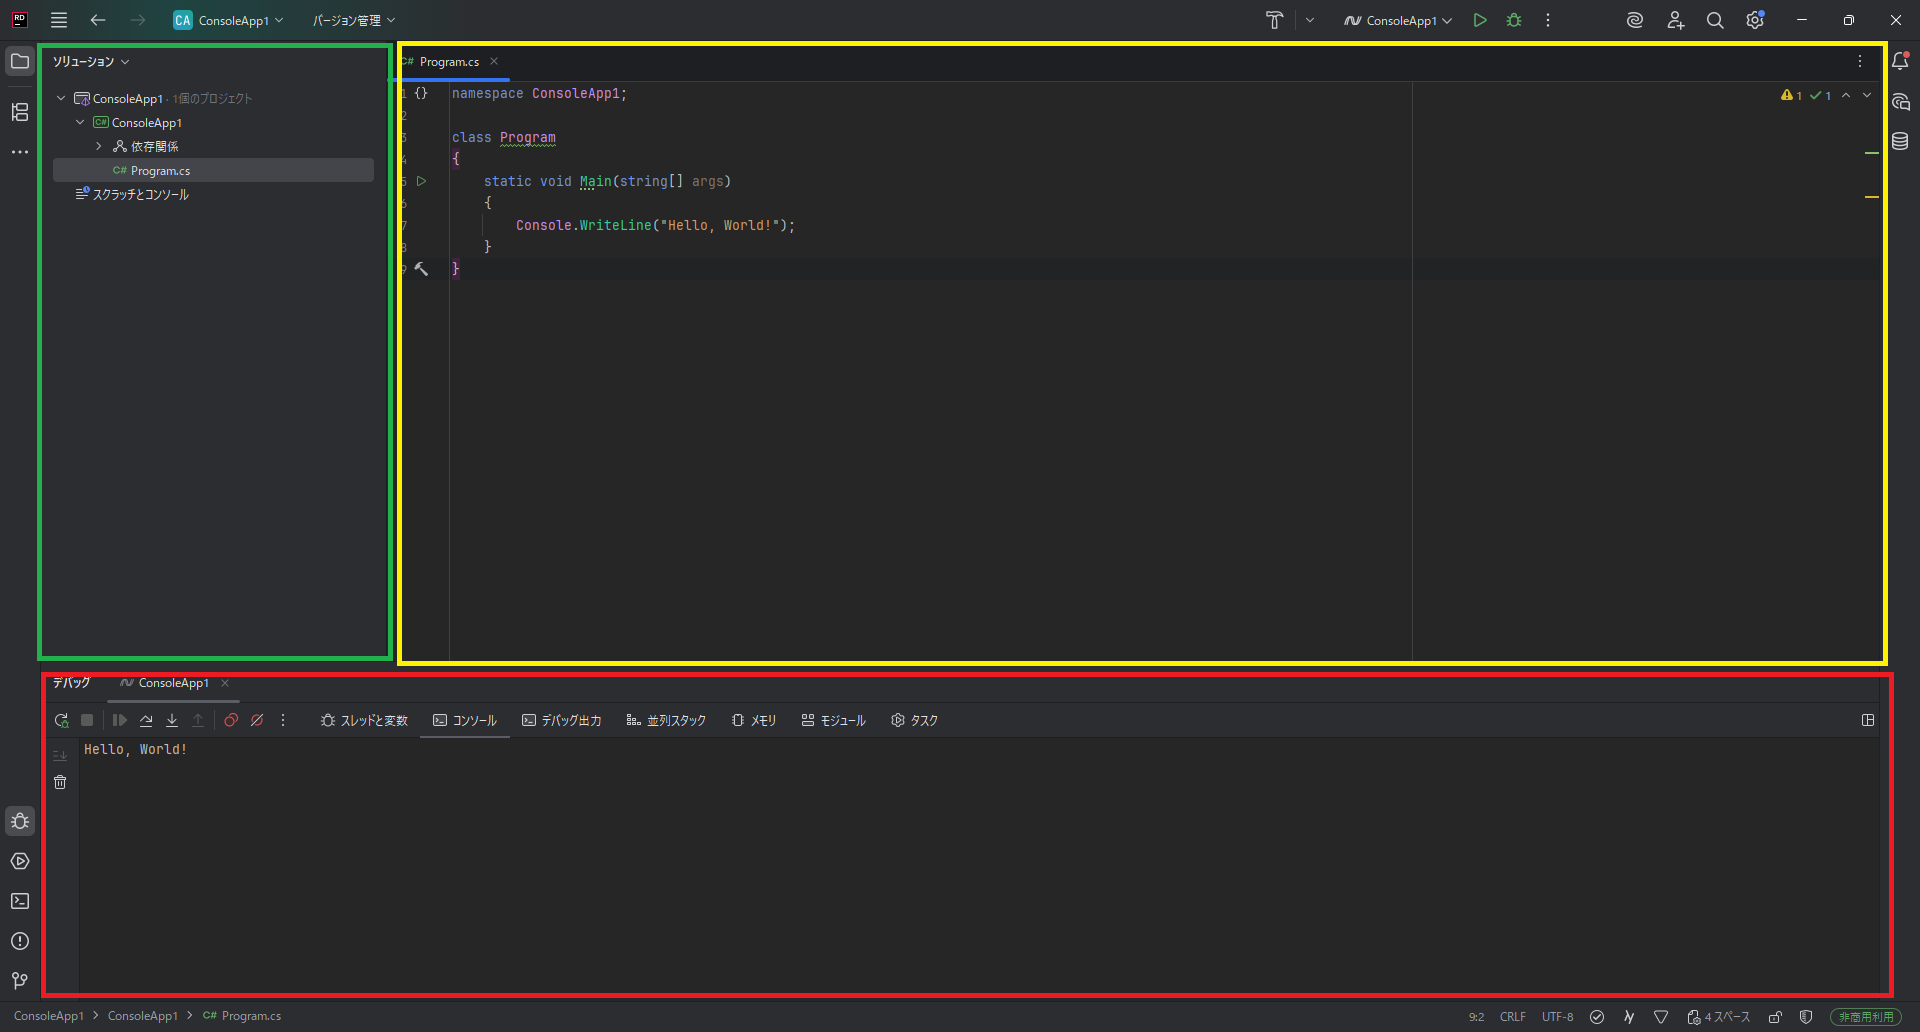 RD
CA ConsoleApp1 バージョン管理 ConsoleApp1
ソリューション
ConsoleApp1 · 1個のプロジェクト
C# ConsoleApp1
依存関係
C# Program.cs
スクラッチとコンソール
C# Program.cs
1 {} namespace ConsoleApp1;
2
3 class Program
4 {
5 static void Main(string[] args)
6 {
7 Console.WriteLine("Hello, World!");
8 }
9 }
1 1
デバッグ ConsoleApp1
スレッドと変数 コンソール デバッグ出力 並列スタック メモリ モジュール タスク
Hello, World!
ConsoleApp1 > ConsoleApp1 > C# Program.cs
9:2 CRLF UTF-8 4 スペース 非商用利用